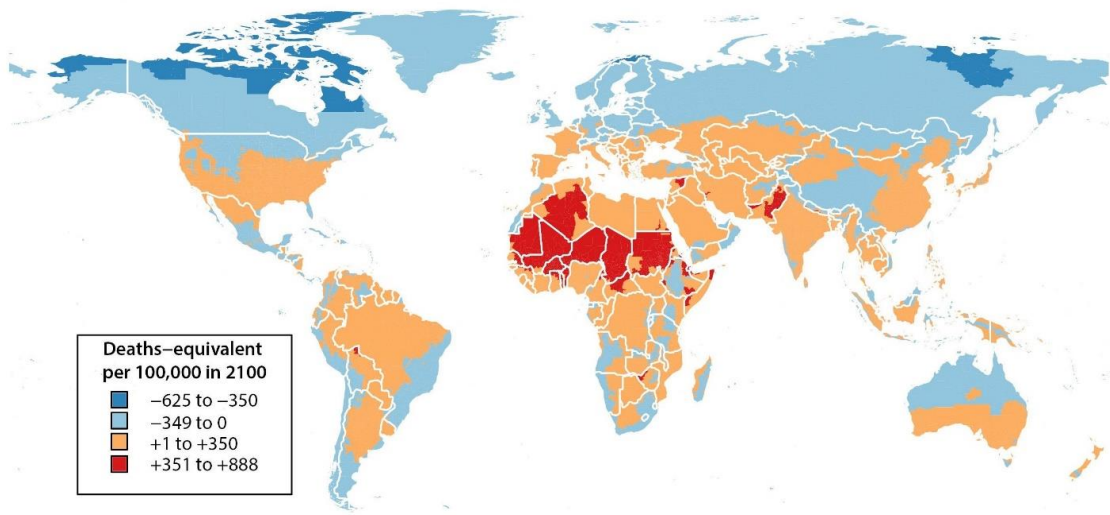 Deaths−equivalent
per 100,000 in 2100
−625 to −350
−349 to 0
+1 to +350
+351 to +888